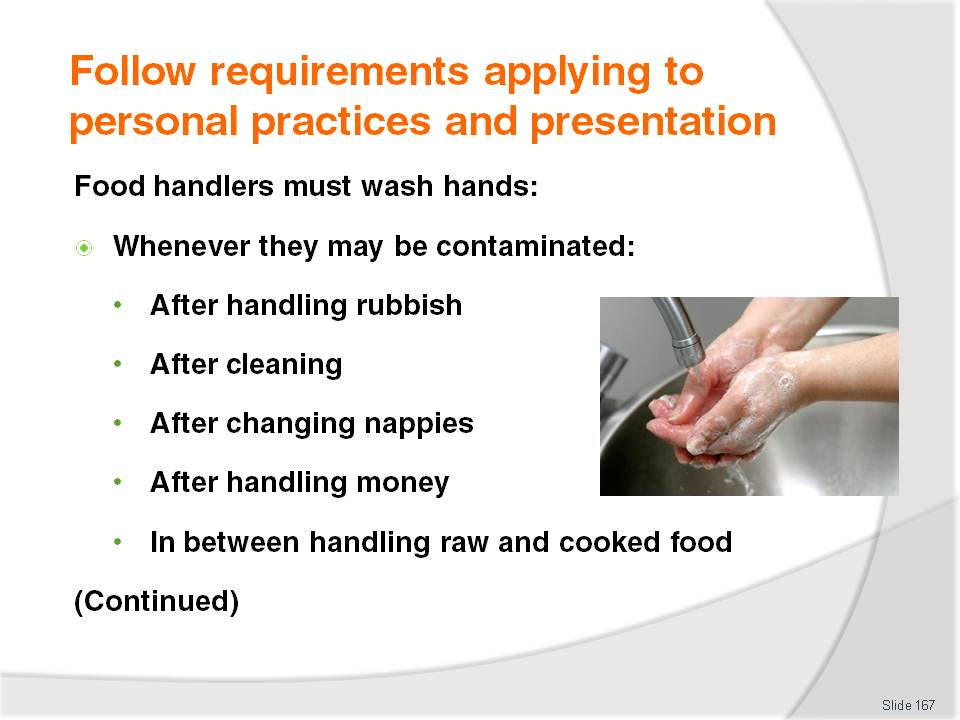 Follow requirements applying to
personal practices and presentation
Food handlers must wash hands:
Whenever they may be contaminated:
• After handling rubbish
• After cleaning
• After changing nappies
• After handling money
• In between handling raw and cooked food
(Continued)
Slide 167